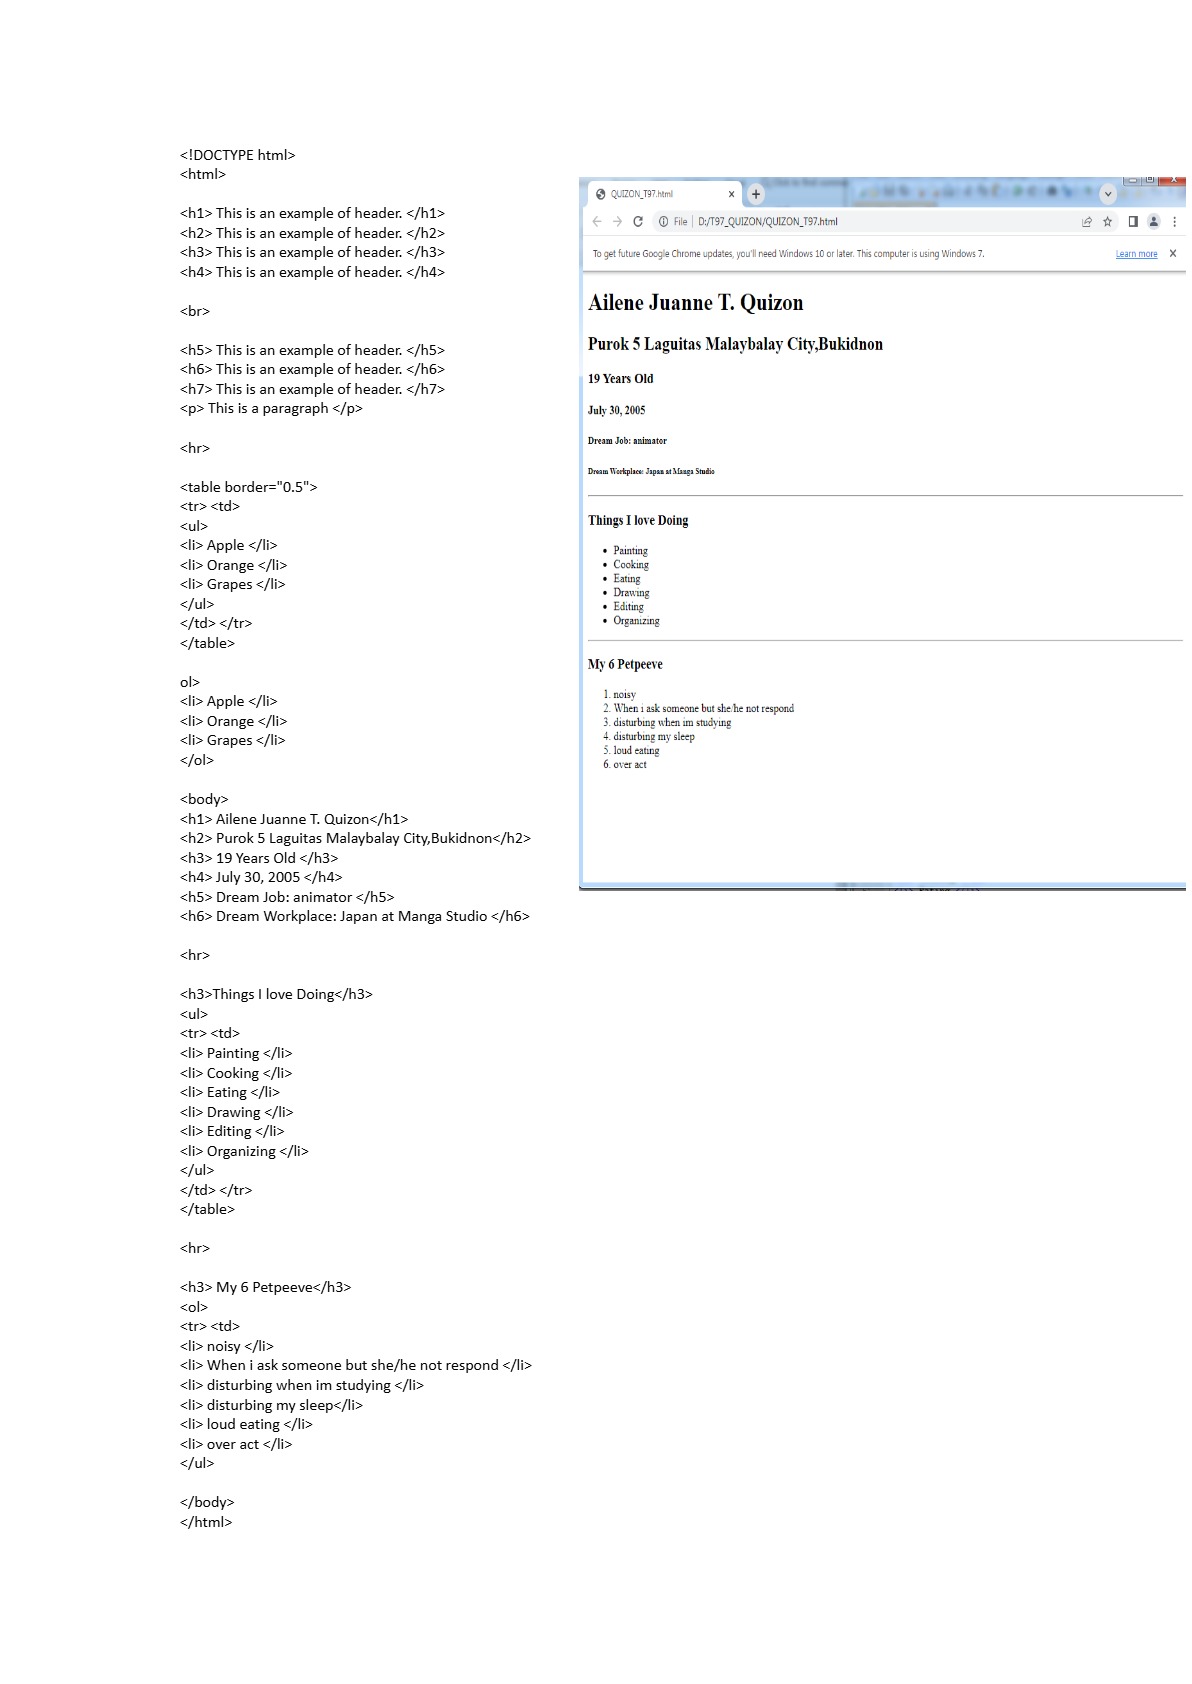 <!DOCTYPE html>
<html>
<h1> This is an example of header. </h1>
<h2> This is an example of header. </h2>
<h3> This is an example of header. </h3>
<h4> This is an example of header. </h4>
<br>
<h5> This is an example of header. </h5>
<h6> This is an example of header. </h6>
<h7> This is an example of header. </h7>
<p> This is a paragraph </p>
<hr>
<table border="0.5">
<tr> <td>
<ul>
<li> Apple </li>
<li> Orange </li>
<li> Grapes </li>
</ul>
</td> </tr>
</table>
ol>
<li> Apple </li>
<li> Orange </li>
<li> Grapes </li>
</ol>
<body>
<h1> Ailene Juanne T. Quizon</h1>
<h2> Purok 5 Laguitas Malaybalay City,Bukidnon</h2>
<h3> 19 Years Old </h3>
<h4> July 30, 2005 </h4>
<h5> Dream Job: animator </h5>
<h6> Dream Workplace: Japan at Manga Studio </h6>
<hr>
<h3>Things I love Doing</h3>
<ul>
<tr> <td>
<li> Painting </li>
<li> Cooking </li>
<li> Eating </li>
<li> Drawing </li>
<li> Editing </li>
<li> Organizing </li>
</ul>
</td> </tr>
</table>
<hr>
<h3> My 6 Petpeeve</h3>
<ol>
<tr> <td>
<li> noisy </li>
<li> When i ask someone but she/he not respond </li>
<li> disturbing when im studying </li>
<li> disturbing my sleep</li>
<li> loud eating </li>
<li> over act </li>
</ul>
</body>
</html>
QUIZON_T97.html
File D:/T97_QUIZON/QUIZON_T97.html
To get future Google Chrome updates, you'll need Windows 10 or later. This computer is using Windows 7. Learn more
Ailene Juanne T. Quizon
Purok 5 Laguitas Malaybalay City,Bukidnon
19 Years Old
July 30, 2005
Dream Job: animator
Dream Workplace: Japan at Manga Studio
Things I love Doing
• Painting
• Cooking
• Eating
• Drawing
• Editing
• Organizing
My 6 Petpeeve
1. noisy
2. When i ask someone but she/he not respond
3. disturbing when im studying
4. disturbing my sleep
5. loud eating
6. over act